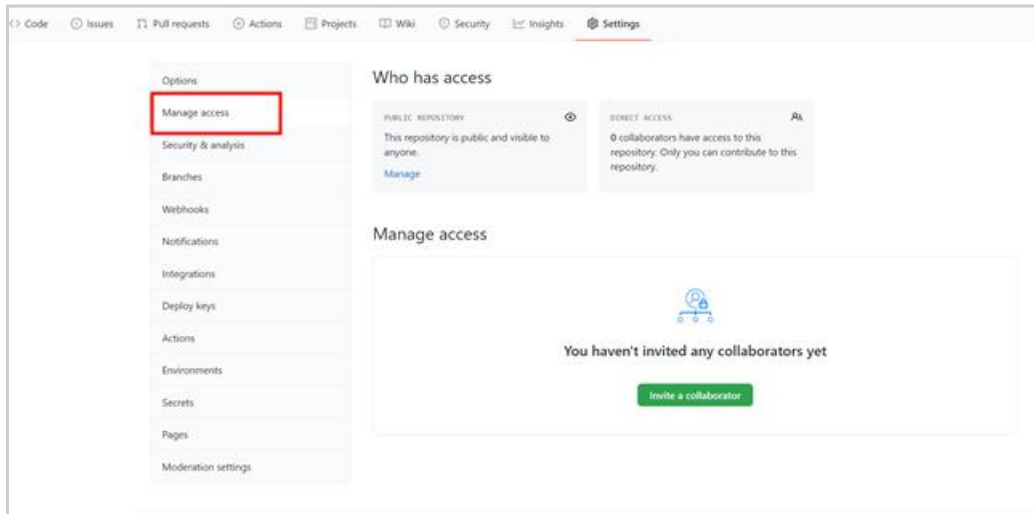 Code Issues Pull requests Actions Projects Wiki Security Insights Settings
Options
Manage access
Security & analysis
Branches
Webhooks
Notifications
Integrations
Deploy keys
Actions
Environments
Secrets
Pages
Moderation settings
Who has access
PUBLIC REPOSITORY
This repository is public and visible to
anyone.
Manage
DIRECT ACCESS
0 collaborators have access to this
repository. Only you can contribute to this
repository.
Manage access
You haven't invited any collaborators yet
Invite a collaborator